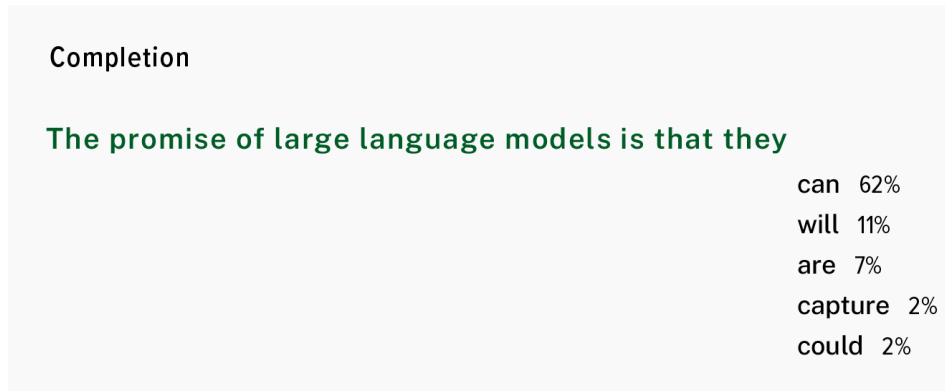 Completion
The promise of large language models is that they
can 62%
will 11%
are 7%
capture 2%
could 2%